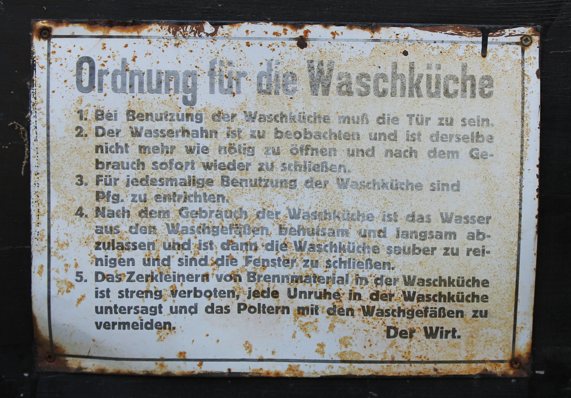 Ordnung für die Waschküche
1. Bei Benutzung der Waschküche muß die Tür zu sein.
2. Der Wasserhahn ist zu beobachten und ist derselbe
nicht mehr wie nötig zu öffnen und nach dem Ge-
brauch sofort wieder zu schließen.
3. Für jedesmalige Benutzung der Waschküche sind
Pfg. zu entrichten.
4. Nach dem Gebrauch der Waschküche ist das Wasser
aus den Waschgefäßen behutsam und langsam ab-
zulassen und ist dann die Waschküche sauber zu rei-
nigen und sind die Fenster zu schließen.
5. Das Zerkleinern von Brennmaterial in der Waschküche
ist streng verboten, jede Unruhe in der Waschküche
untersagt und das Poltern mit den Waschgefäßen zu
vermeiden.
Der Wirt.